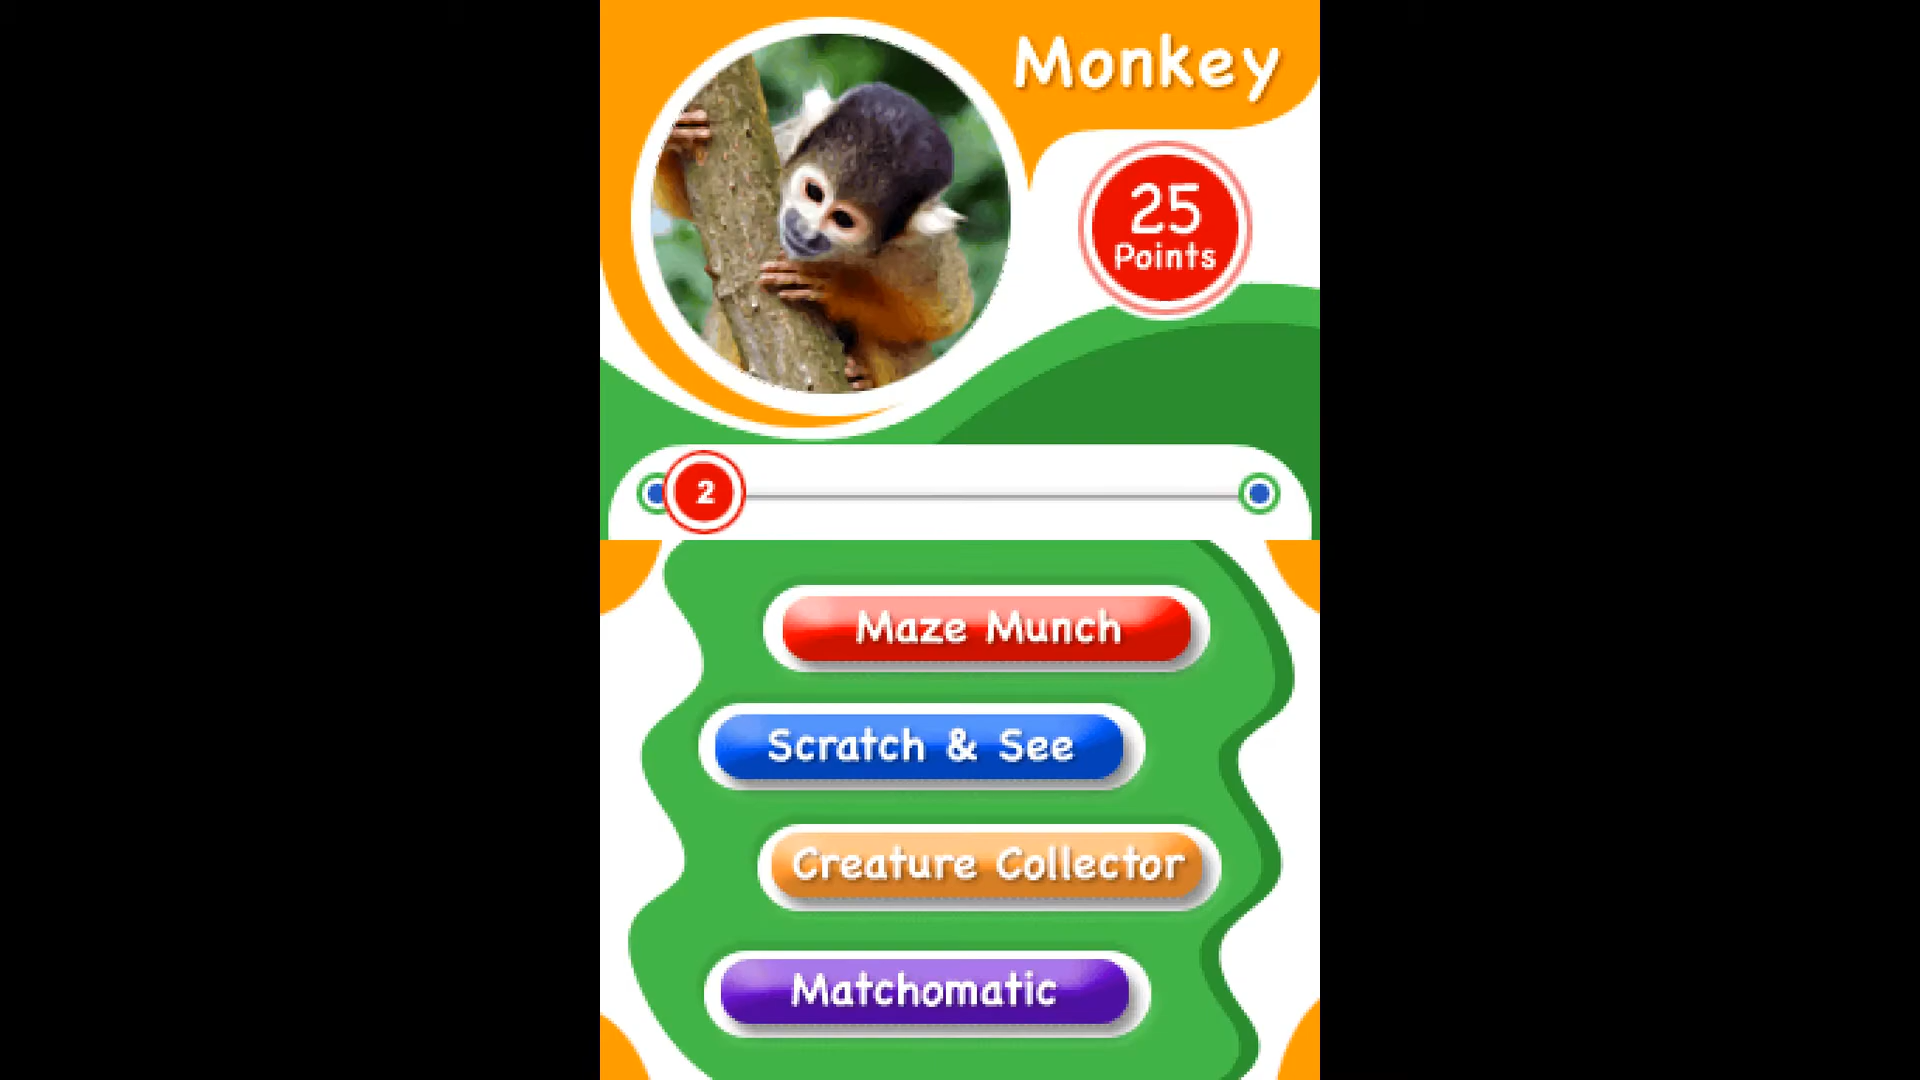 Monkey
25
Points
2
Maze Munch
Scratch & See
Creature Collector
Matchomatic